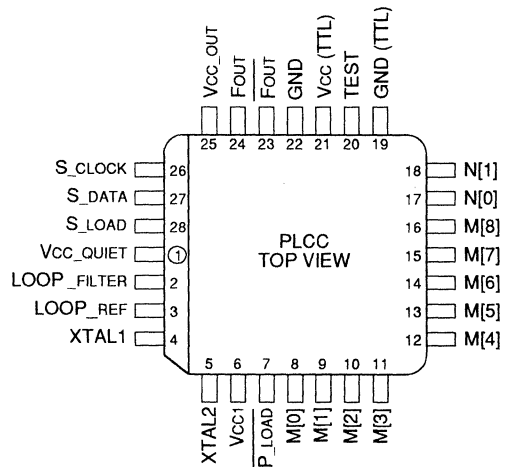 VCC_OUT
FOUT
FOUT
GND
VCC (TTL)
TEST
GND (TTL)
25 24 23 22 21 20 19
S_CLOCK 26
S_DATA 27
S_LOAD 28
VCC_QUIET 1
LOOP_FILTER 2
LOOP_REF 3
XTAL1 4
PLCC
TOP VIEW
18 N[1]
17 N[0]
16 M[8]
15 M[7]
14 M[6]
13 M[5]
12 M[4]
5 6 7 8 9 10 11
XTAL2
VCC1
P_LOAD
M[0]
M[1]
M[2]
M[3]